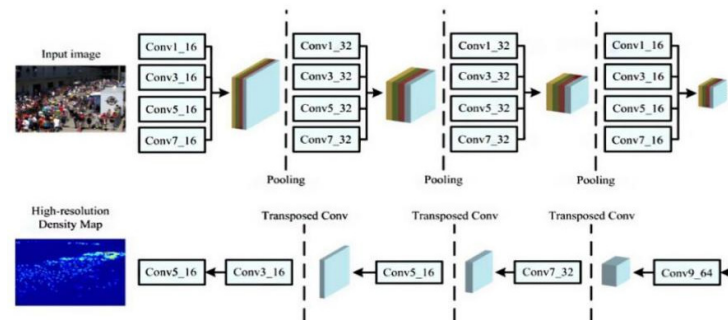 Input image
Conv1_16
Conv3_16
Conv5_16
Conv7_16
Conv1_32
Conv3_32
Conv5_32
Conv7_32
Conv1_32
Conv3_32
Conv5_32
Conv7_32
Conv1_16
Conv3_16
Conv5_16
Conv7_16
Pooling
Pooling
Pooling
High-resolution
Density Map
Transposed Conv
Transposed Conv
Transposed Conv
Conv5_16
Conv3_16
Conv5_16
Conv7_32
Conv9_64